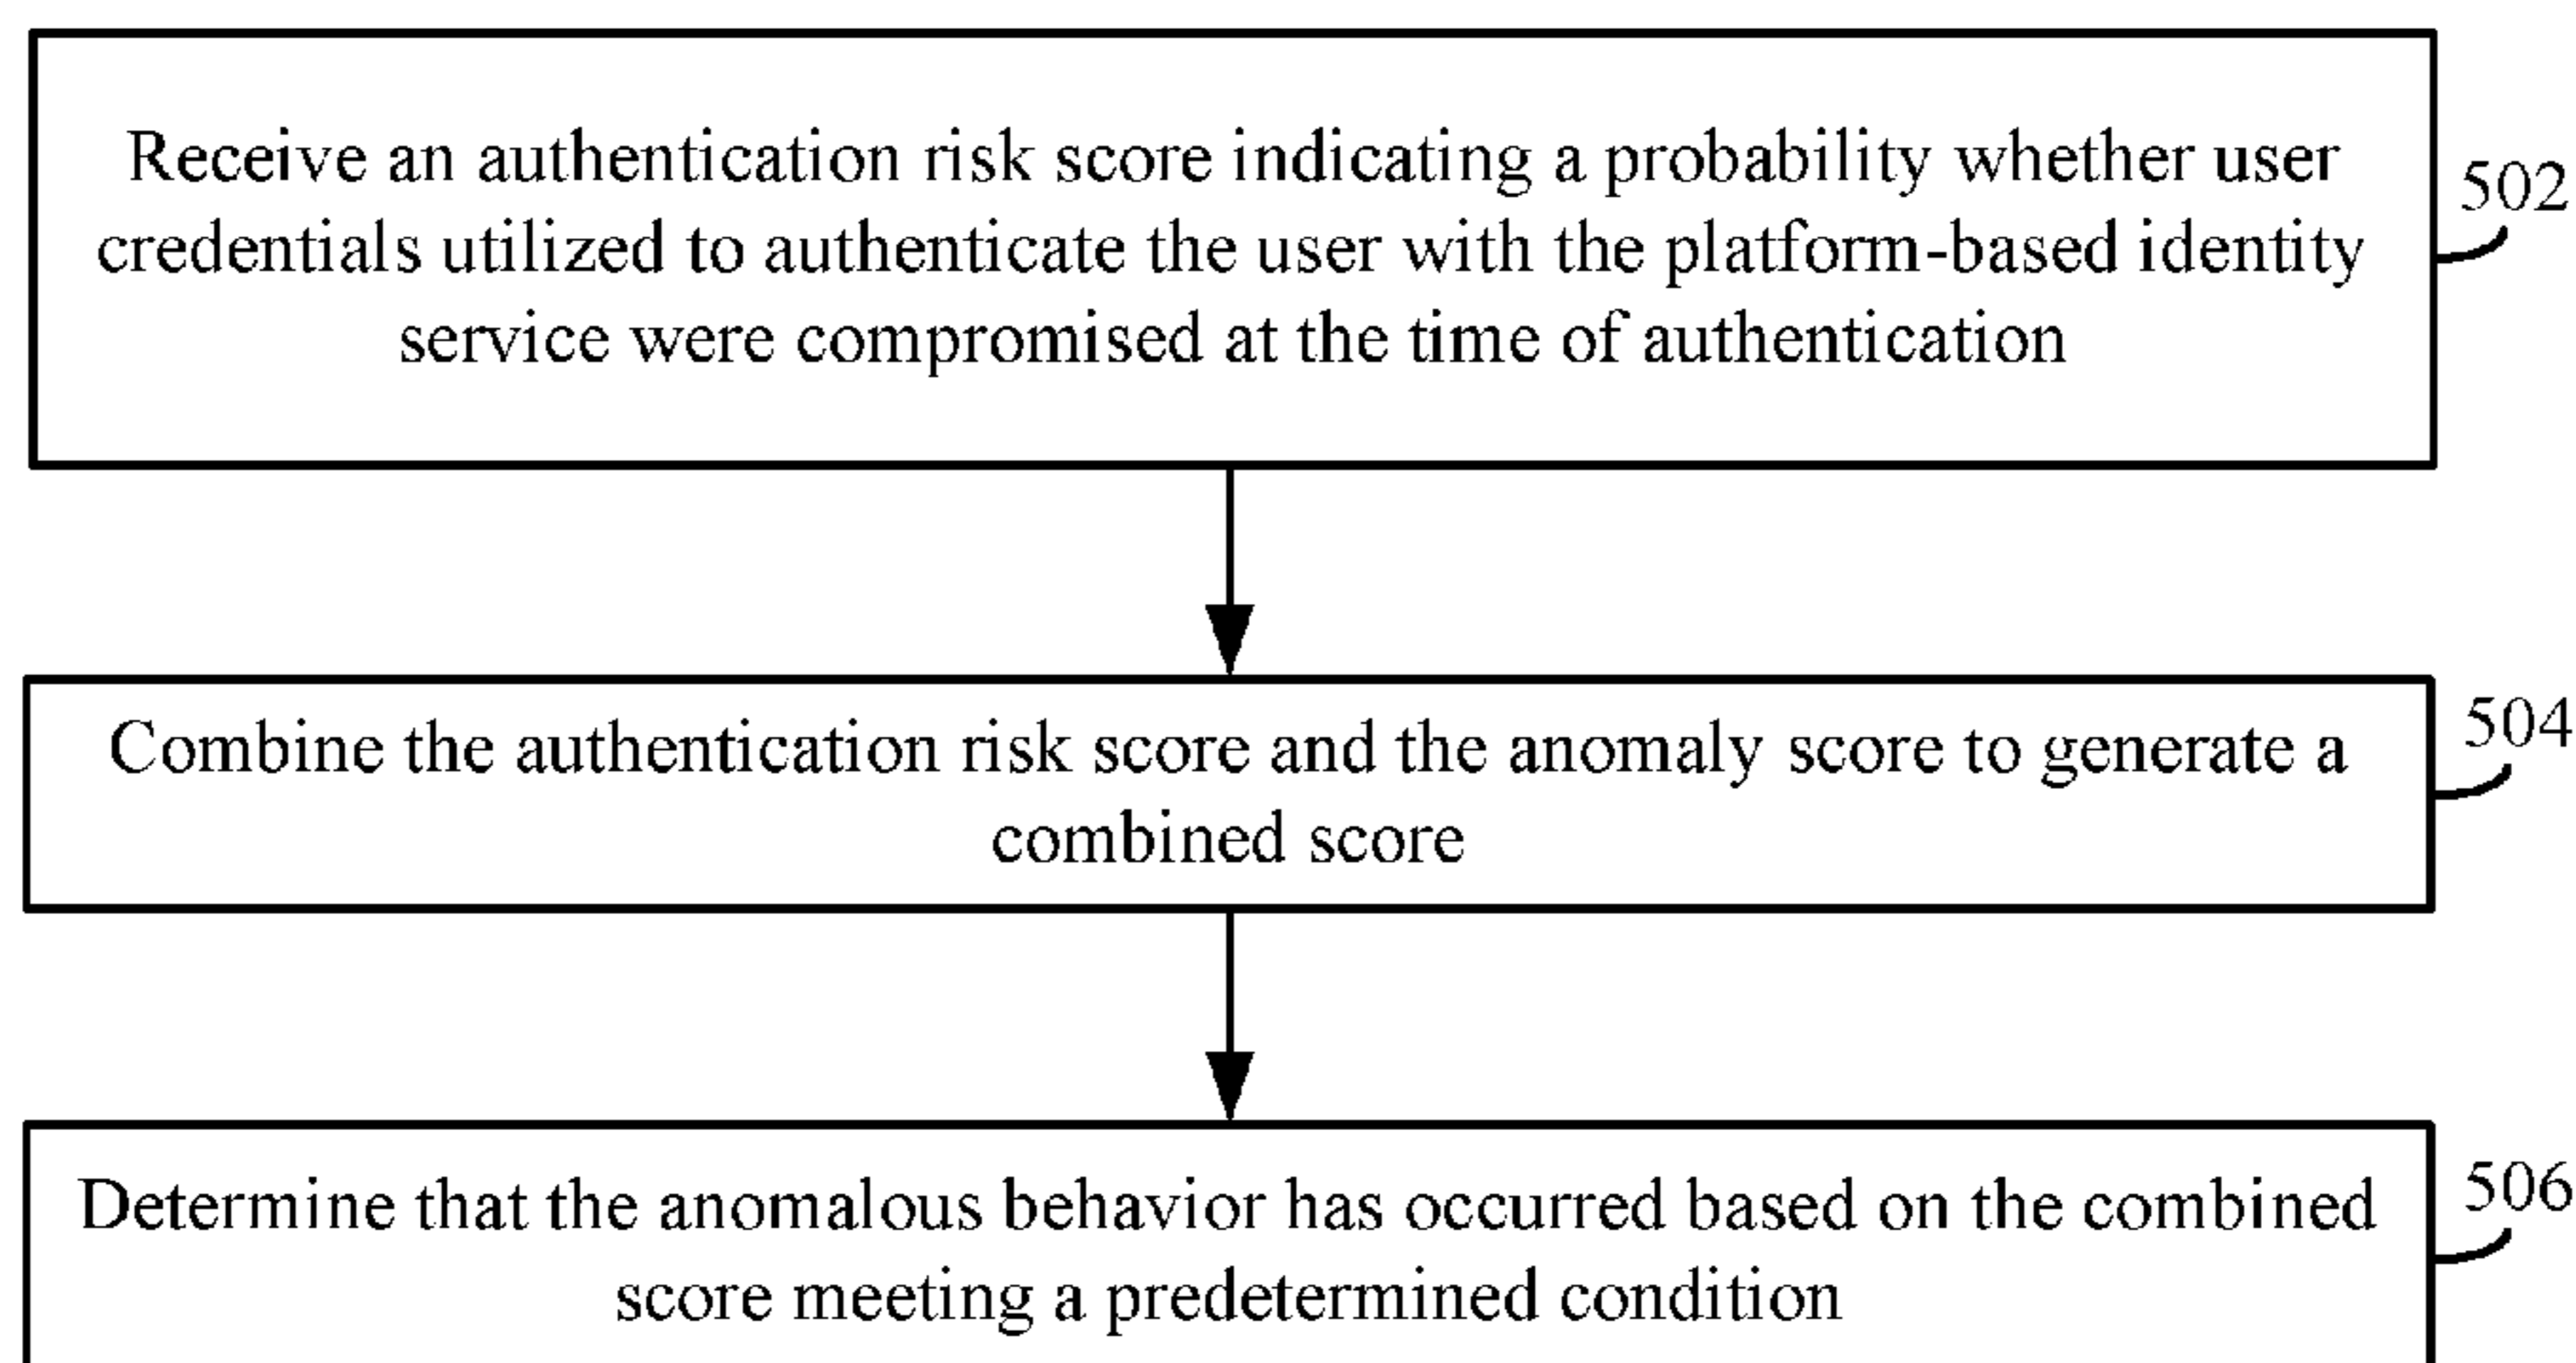 Receive an authentication risk score indicating a probability whether user
credentials utilized to authenticate the user with the platform-based identity
service were compromised at the time of authentication
502
Combine the authentication risk score and the anomaly score to generate a
combined score
504
Determine that the anomalous behavior has occurred based on the combined
score meeting a predetermined condition
506